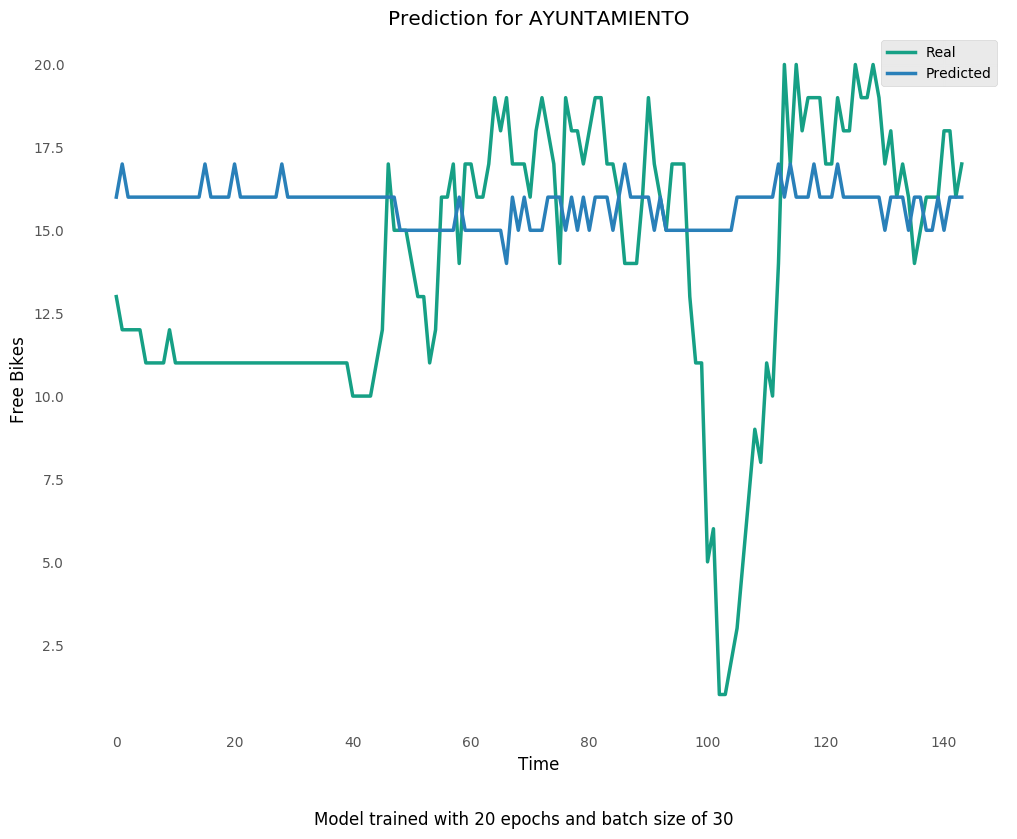 Prediction for AYUNTAMIENTO
Real
Predicted
20.0
17.5
15.0
12.5
10.0
7.5
5.0
2.5
Free Bikes
0 20 40 60 80 100 120 140
Time
Model trained with 20 epochs and batch size of 30